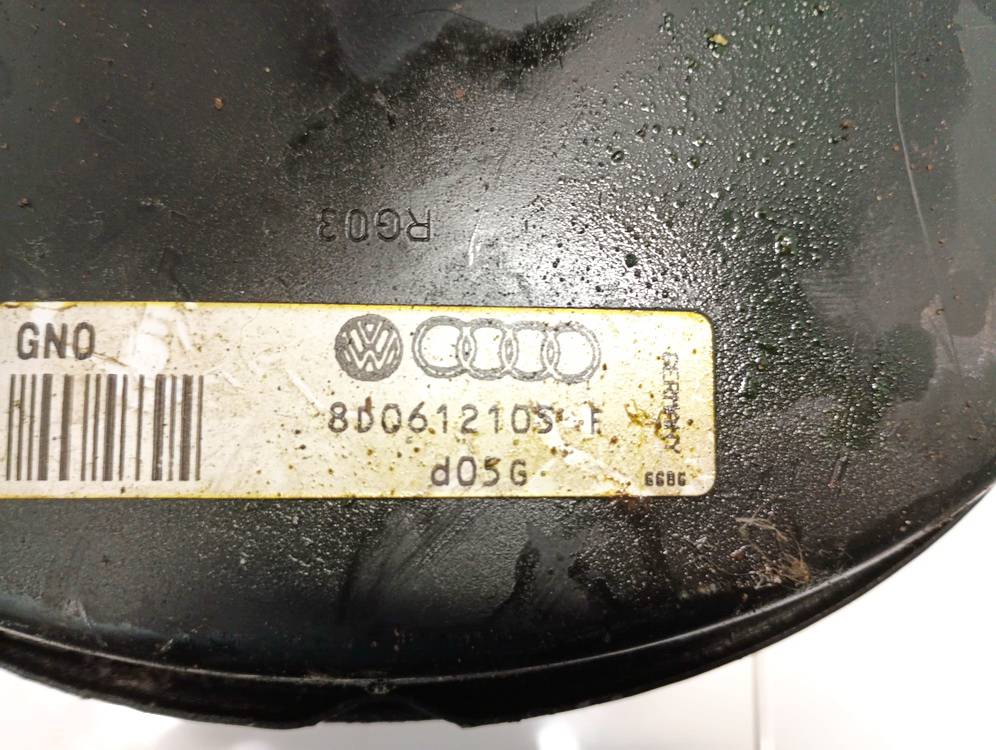 RG03
GNO
8D0612105 F
d05G
GERMANY